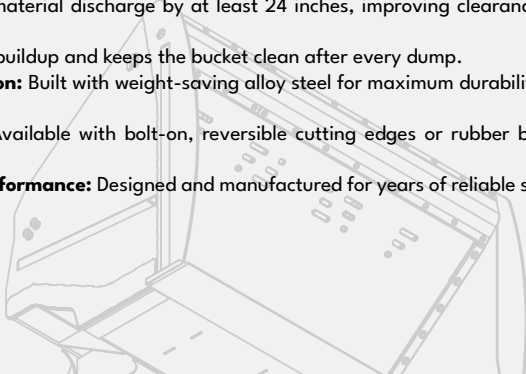 material discharge by at least 24 inches, improving clearanc
buildup and keeps the bucket clean after every dump.
on: Built with weight-saving alloy steel for maximum durabili
Available with bolt-on, reversible cutting edges or rubber b
formance: Designed and manufactured for years of reliable s